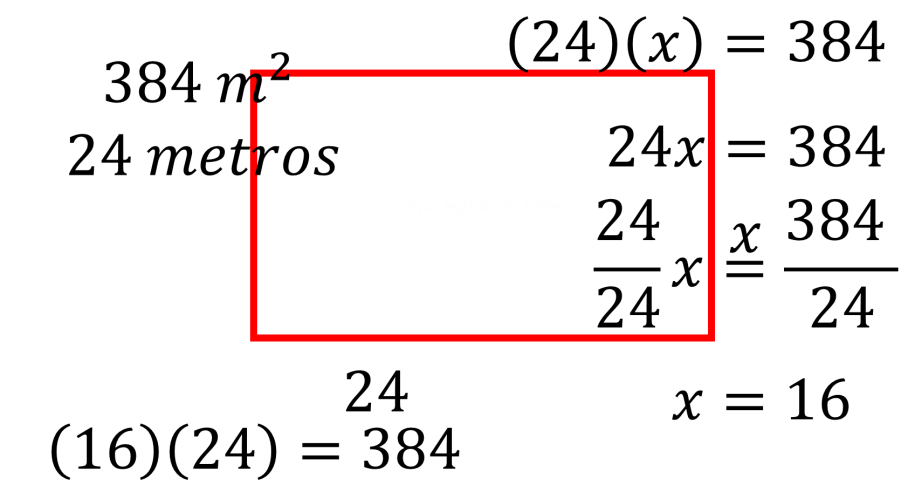 (24)(x) = 384
384 m²
24 metros
24x = 384
24/24 x = 384/24
x
x = 16
24
(16)(24) = 384